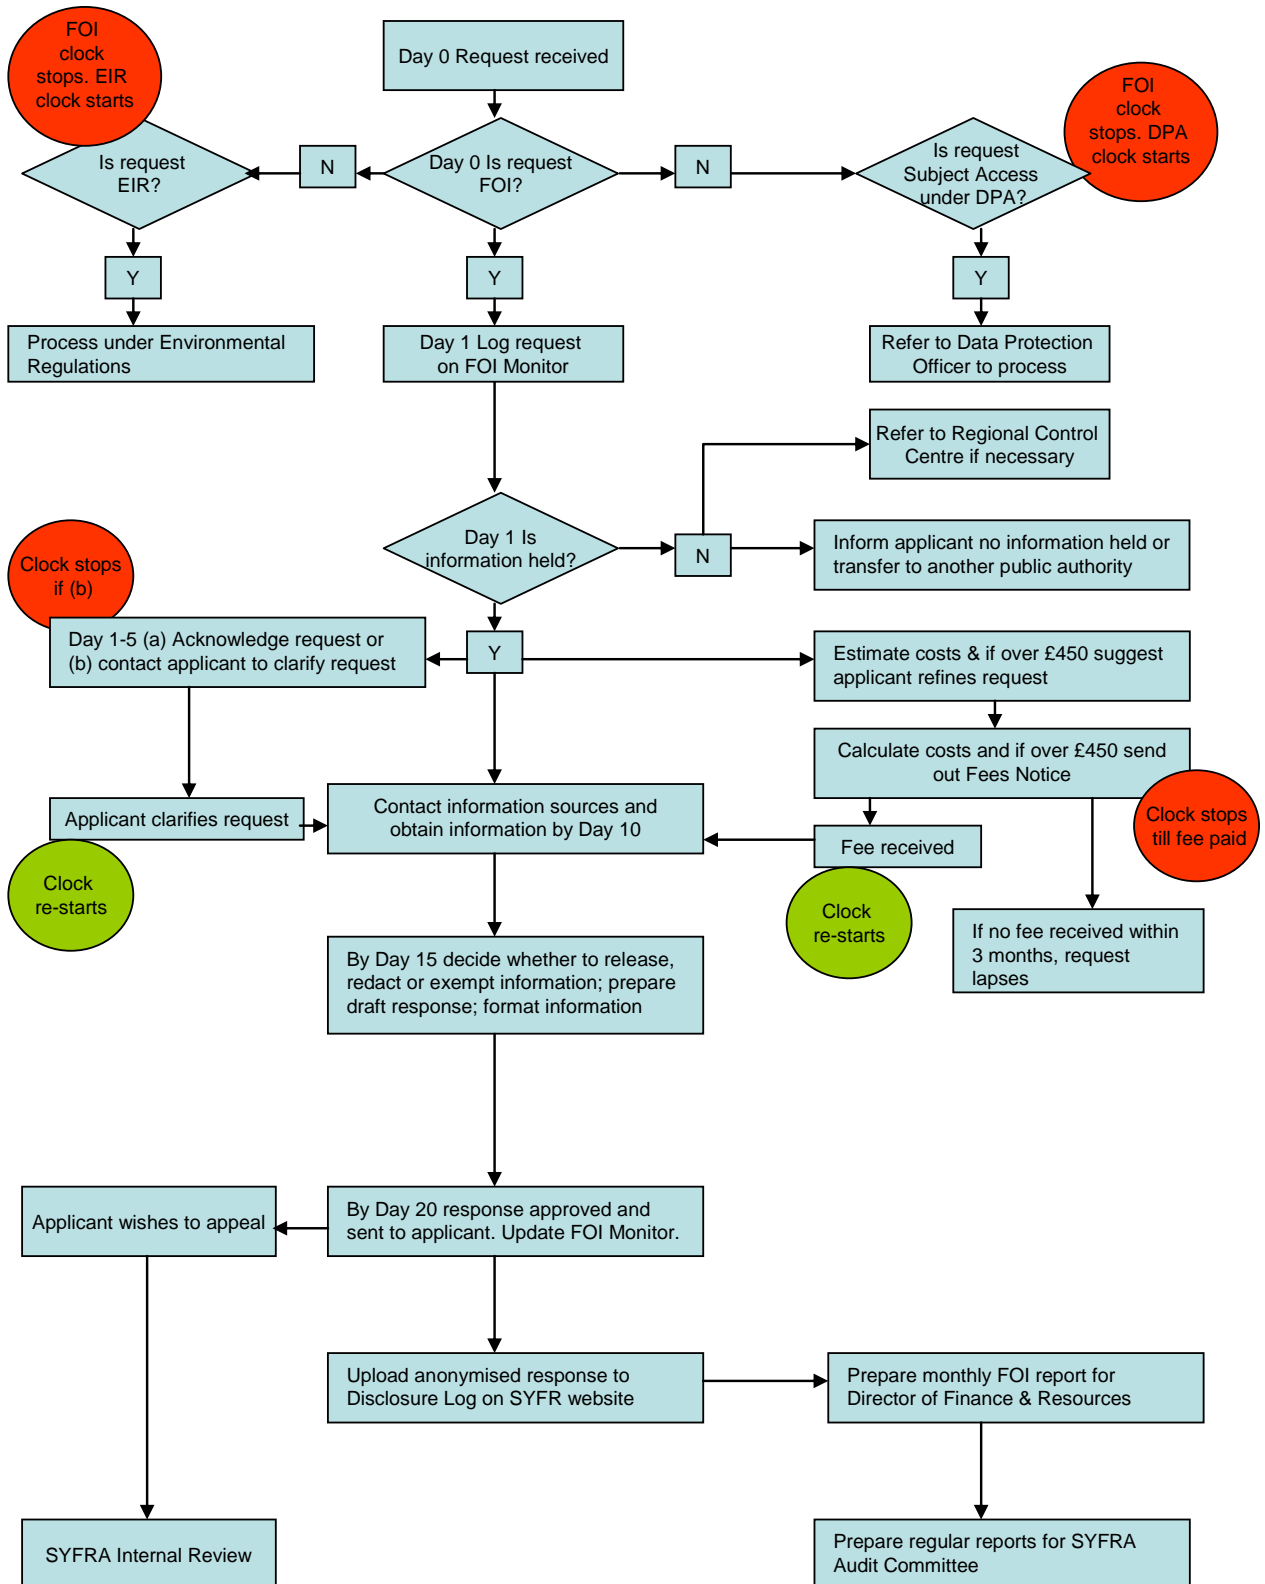 FOI
clock
stops. EIR
clock starts
Day 0 Request received
FOI
clock
stops. DPA
clock starts
Is request
EIR?
N
Day 0 Is request
FOI?
N
Is request
Subject Access
under DPA?
Y
Y
Y
Process under Environmental
Regulations
Day 1 Log request
on FOI Monitor
Refer to Data Protection
Officer to process
Refer to Regional Control
Centre if necessary
Day 1 Is
information held?
N
Inform applicant no information held or
transfer to another public authority
Clock stops
if (b)
Day 1-5 (a) Acknowledge request or
(b) contact applicant to clarify request
Y
Estimate costs & if over £450 suggest
applicant refines request
Calculate costs and if over £450 send
out Fees Notice
Applicant clarifies request
Contact information sources and
obtain information by Day 10
Fee received
Clock stops
till fee paid
Clock
re-starts
Clock
re-starts
If no fee received within
3 months, request
lapses
By Day 15 decide whether to release,
redact or exempt information; prepare
draft response; format information
Applicant wishes to appeal
By Day 20 response approved and
sent to applicant. Update FOI Monitor.
Upload anonymised response to
Disclosure Log on SYFR website
Prepare monthly FOI report for
Director of Finance & Resources
SYFRA Internal Review
Prepare regular reports for SYFRA
Audit Committee